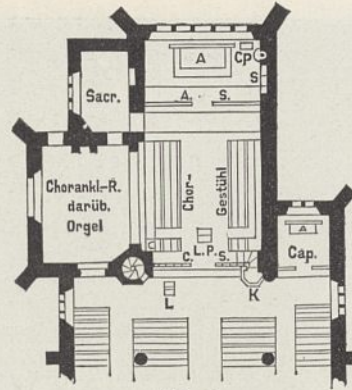 A
Cp
S
Sacr.
A. S.
Chorankl.-R.
darüb.
Orgel
Chor-
Gestühl
L.P.
C. S.
A
Cap.
L
K